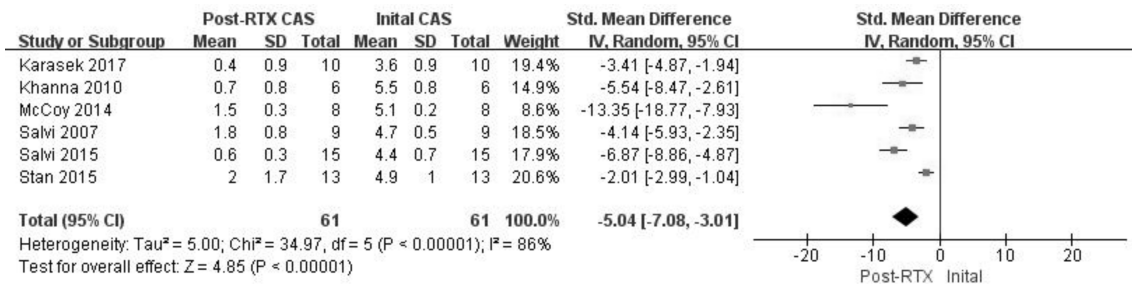 Post-RTX CAS Inital CAS Std. Mean Difference Std. Mean Difference
Study or Subgroup Mean SD Total Mean SD Total Weight IV, Random, 95% CI IV, Random, 95% CI
Karasek 2017 0.4 0.9 10 3.6 0.9 10 19.4% -3.41 [-4.87, -1.94]
Khanna 2010 0.7 0.8 6 5.5 0.8 6 14.9% -5.54 [-8.47, -2.61]
McCoy 2014 1.5 0.3 8 5.1 0.2 8 8.6% -13.35 [-18.77, -7.93]
Salvi 2007 1.8 0.8 9 4.7 0.5 9 18.5% -4.14 [-5.93, -2.35]
Salvi 2015 0.6 0.3 15 4.4 0.7 15 17.9% -6.87 [-8.86, -4.87]
Stan 2015 2 1.7 13 4.9 1 13 20.6% -2.01 [-2.99, -1.04]
Total (95% CI) 61 61 100.0% -5.04 [-7.08, -3.01]
Heterogeneity: Tau² = 5.00; Chi² = 34.97, df = 5 (P < 0.00001); I² = 86%
Test for overall effect: Z = 4.85 (P < 0.00001)
-20 -10 0 10 20
Post-RTX Inital